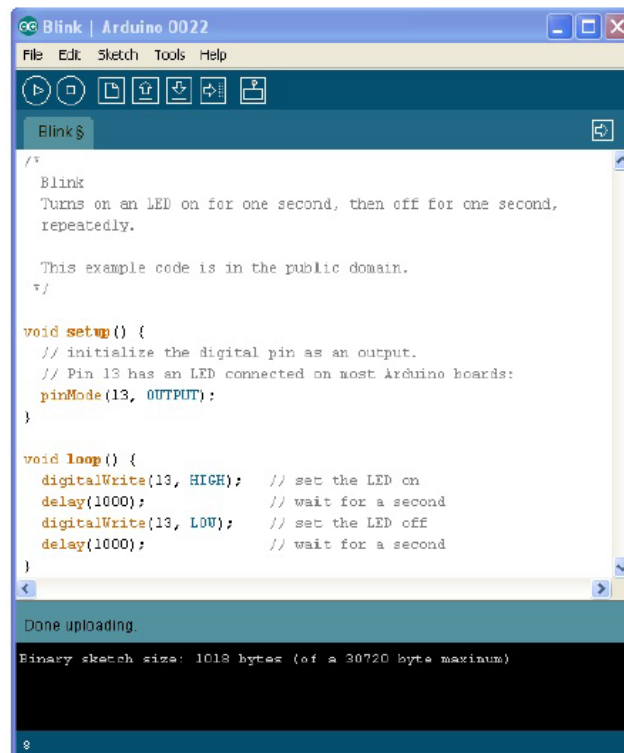 Blink | Arduino 0022
File Edit Sketch Tools Help
Blink §
/*
Blink
Turns on an LED on for one second, then off for one second,
repeatedly.
This example code is in the public domain.
*/
void setup() {
// initialize the digital pin as an output.
// Pin 13 has an LED connected on most Arduino boards:
pinMode(13, OUTPUT);
}
void loop() {
digitalWrite(13, HIGH); // set the LED on
delay(1000); // wait for a second
digitalWrite(13, LOW); // set the LED off
delay(1000); // wait for a second
}
Done uploading.
Binary sketch size: 1018 bytes (of a 30720 byte maximum)
8